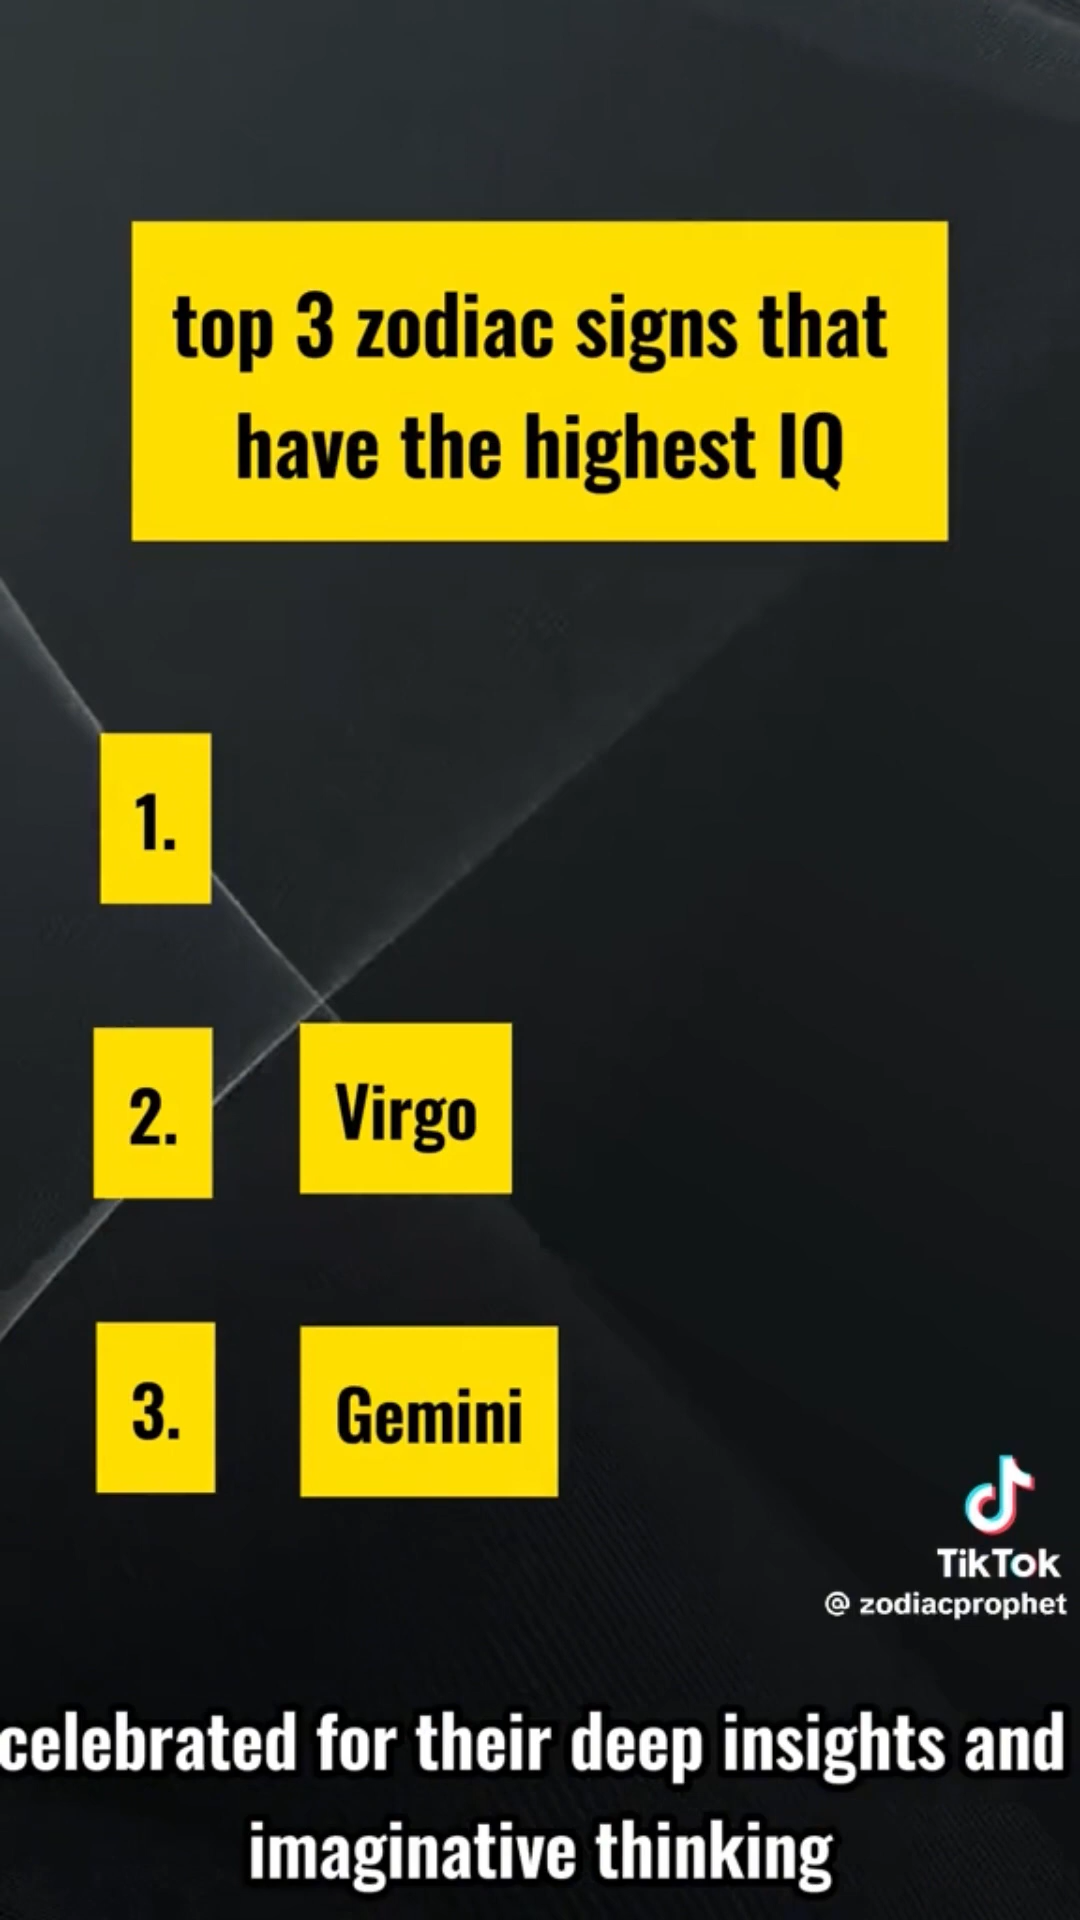 top 3 zodiac signs that
have the highest IQ
1.
2. Virgo
3. Gemini
TikTok
@ zodiacprophet
celebrated for their deep insights and
imaginative thinking